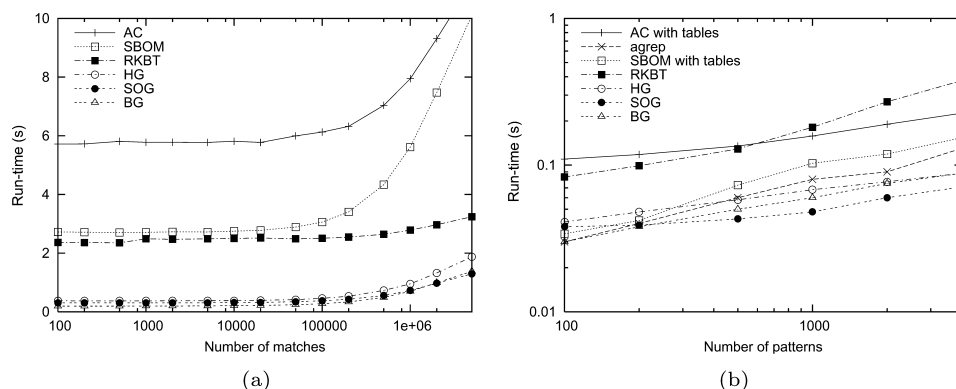 10
8
6
4
2
0
Run-time (s)
AC
SBOM
RKBT
HG
SOG
BG
100
1000
10000
100000
1e+06
Number of matches
(a)
1
0.1
0.01
Run-time (s)
AC with tables
agrep
SBOM with tables
RKBT
HG
SOG
BG
100
1000
Number of patterns
(b)